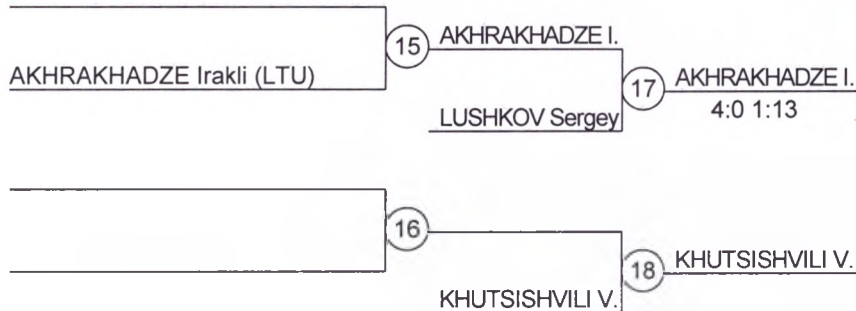 15
AKHRAKHADZE I.
AKHRAKHADZE Irakli (LTU)
17
AKHRAKHADZE I.
4:0 1:13
LUSHKOV Sergey
16
18
KHUTSISHVILI V.
KHUTSISHVILI V.